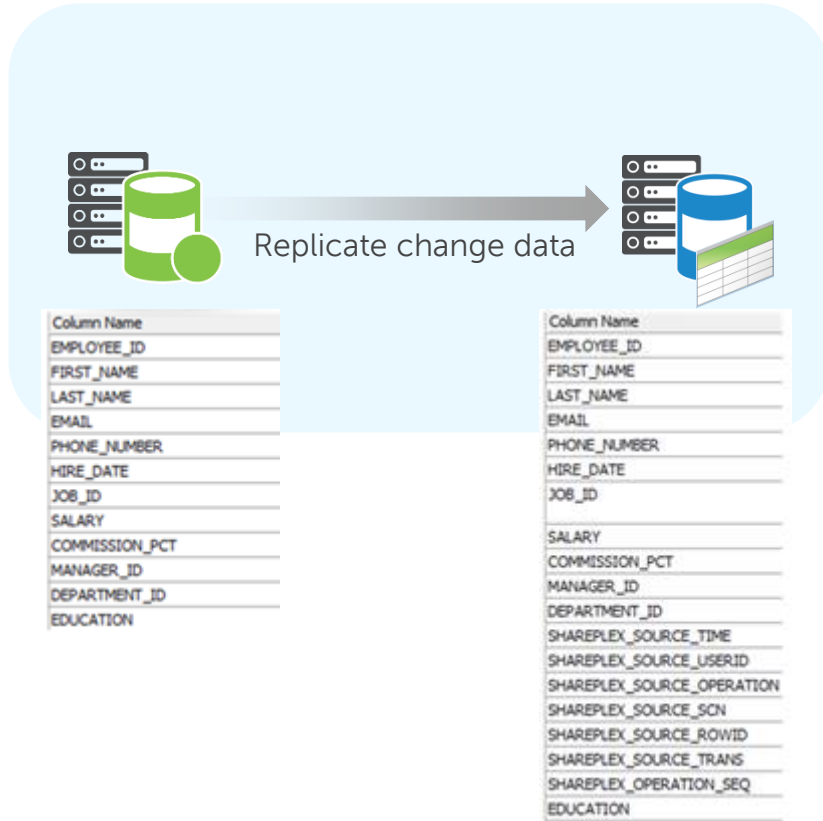 Replicate change data
Column Name
EMPLOYEE_ID
FIRST_NAME
LAST_NAME
EMAIL
PHONE_NUMBER
HIRE_DATE
JOB_ID
SALARY
COMMISSION_PCT
MANAGER_ID
DEPARTMENT_ID
EDUCATION
Column Name
EMPLOYEE_ID
FIRST_NAME
LAST_NAME
EMAIL
PHONE_NUMBER
HIRE_DATE
JOB_ID
SALARY
COMMISSION_PCT
MANAGER_ID
DEPARTMENT_ID
SHAREPLEX_SOURCE_TIME
SHAREPLEX_SOURCE_USERID
SHAREPLEX_SOURCE_OPERATION
SHAREPLEX_SOURCE_SCN
SHAREPLEX_SOURCE_ROWID
SHAREPLEX_SOURCE_TRANS
SHAREPLEX_OPERATION_SEQ
EDUCATION